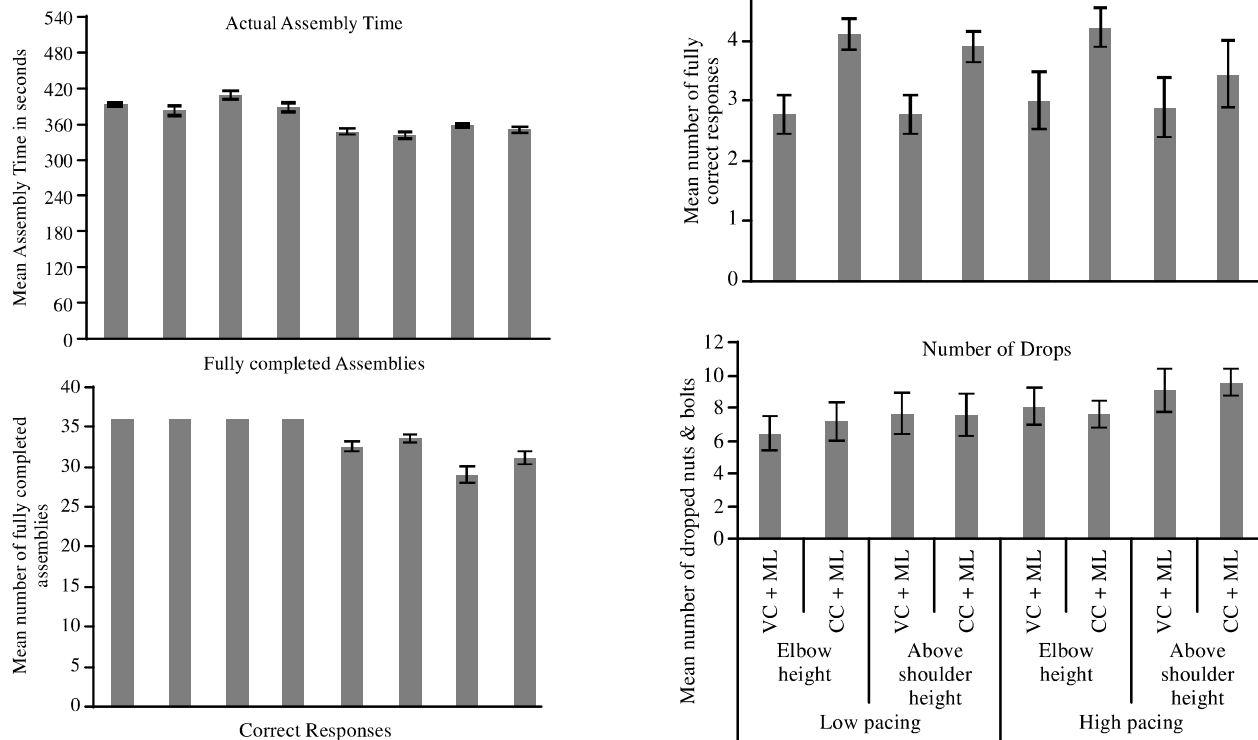 Actual Assembly Time
Mean Assembly Time in seconds
540
480
420
360
300
240
180
120
60
0
Fully completed Assemblies
Mean number of fully completed
assemblies
40
35
30
25
20
15
10
5
0
Correct Responses
Mean number of fully
correct responses
4
3
2
1
0
Number of Drops
Mean number of dropped nuts & bolts
12
10
8
6
4
2
0
VC + ML
CC + ML
VC + ML
CC + ML
VC + ML
CC + ML
VC + ML
CC + ML
Elbow
height
Above
shoulder
height
Elbow
height
Above
shoulder
height
Low pacing
High pacing